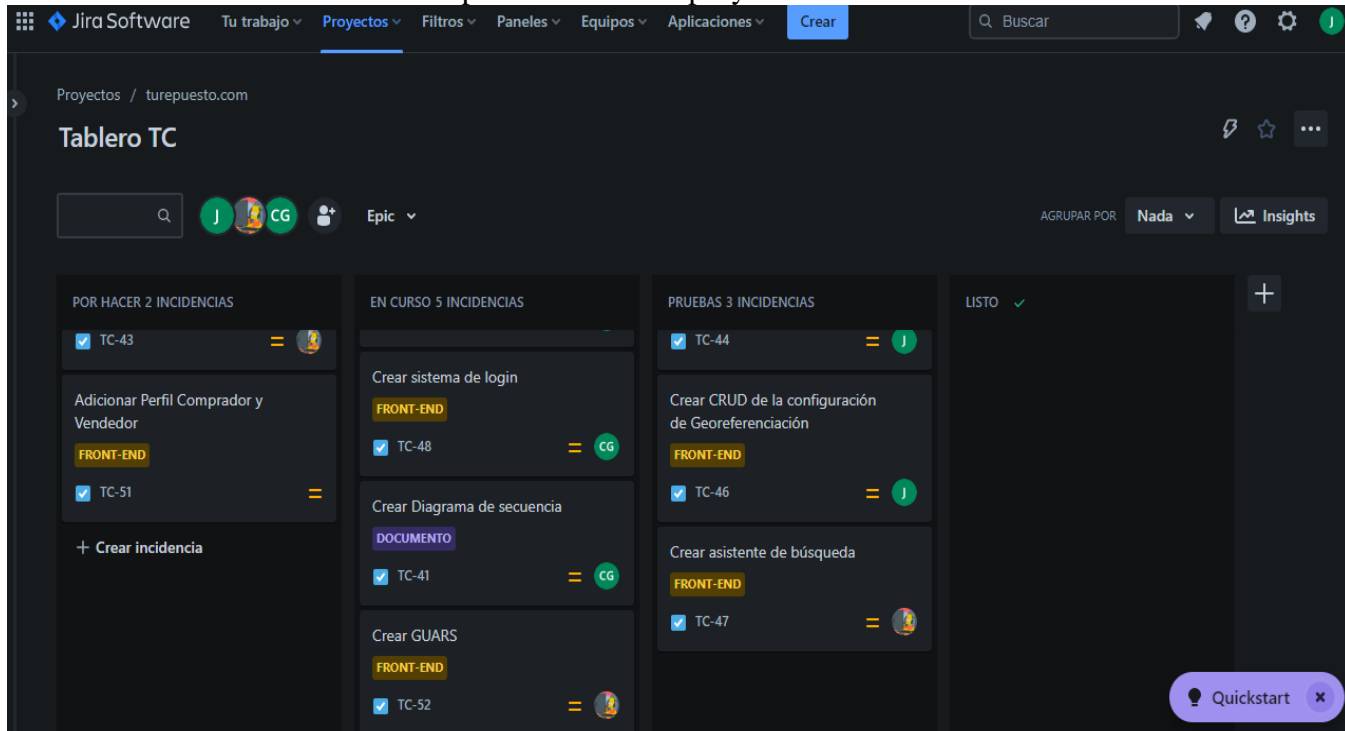 Jira Software Tu trabajo Proyectos Filtros Paneles Equipos Aplicaciones Crear Buscar J
Proyectos / turepuesto.com
Tablero TC
J CG Epic AGRUPAR POR Nada Insights
POR HACER 2 INCIDENCIAS
TC-43
Adicionar Perfil Comprador y
Vendedor
FRONT-END
TC-51
+ Crear incidencia
EN CURSO 5 INCIDENCIAS
Crear sistema de login
FRONT-END
TC-48 CG
Crear Diagrama de secuencia
DOCUMENTO
TC-41 CG
Crear GUARS
FRONT-END
TC-52
PRUEBAS 3 INCIDENCIAS
TC-44 J
Crear CRUD de la configuración
de Georeferenciación
FRONT-END
TC-46 J
Crear asistente de búsqueda
FRONT-END
TC-47
LISTO
Quickstart